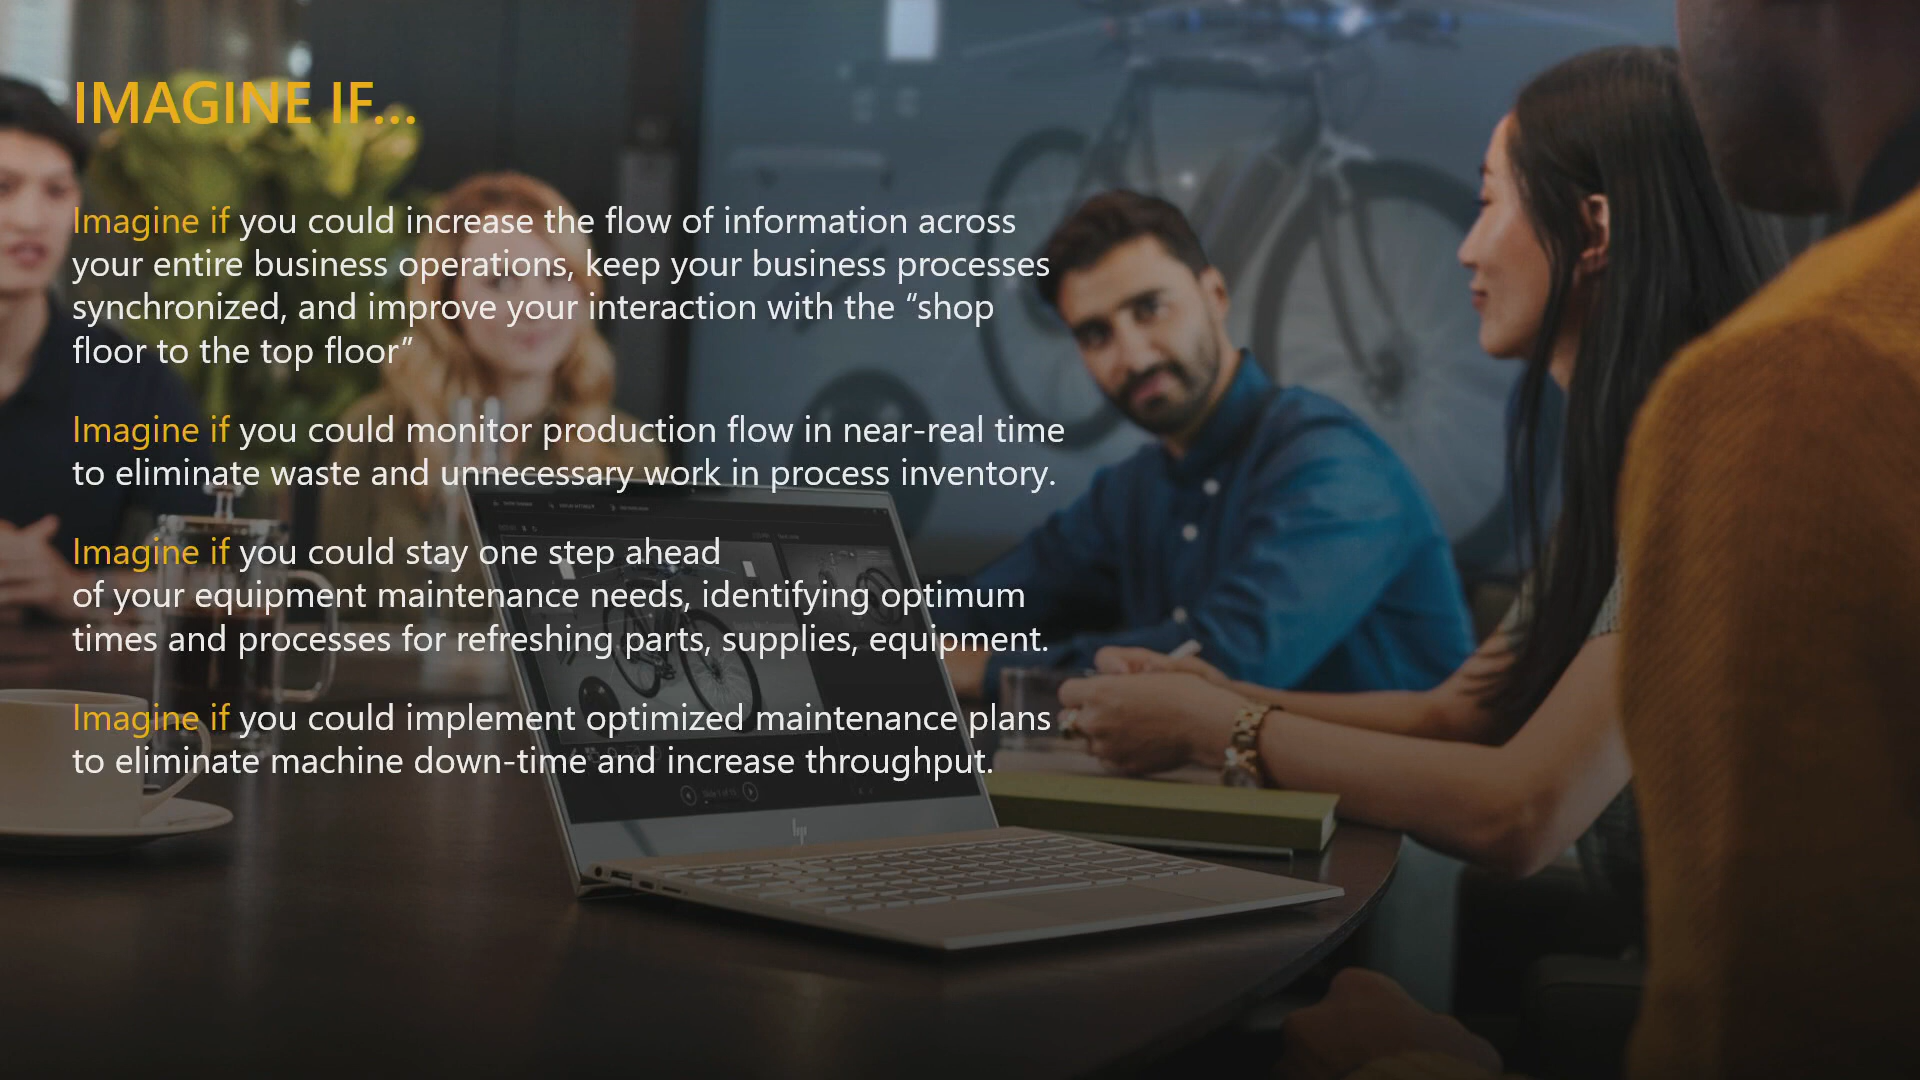 IMAGINE IF...
Imagine if you could increase the flow of information across
your entire business operations, keep your business processes
synchronized, and improve your interaction with the “shop
floor to the top floor”
Imagine if you could monitor production flow in near-real time
to eliminate waste and unnecessary work in process inventory.
Imagine if you could stay one step ahead
of your equipment maintenance needs, identifying optimum
times and processes for refreshing parts, supplies, equipment.
Imagine if you could implement optimized maintenance plans
to eliminate machine down-time and increase throughput.
hp